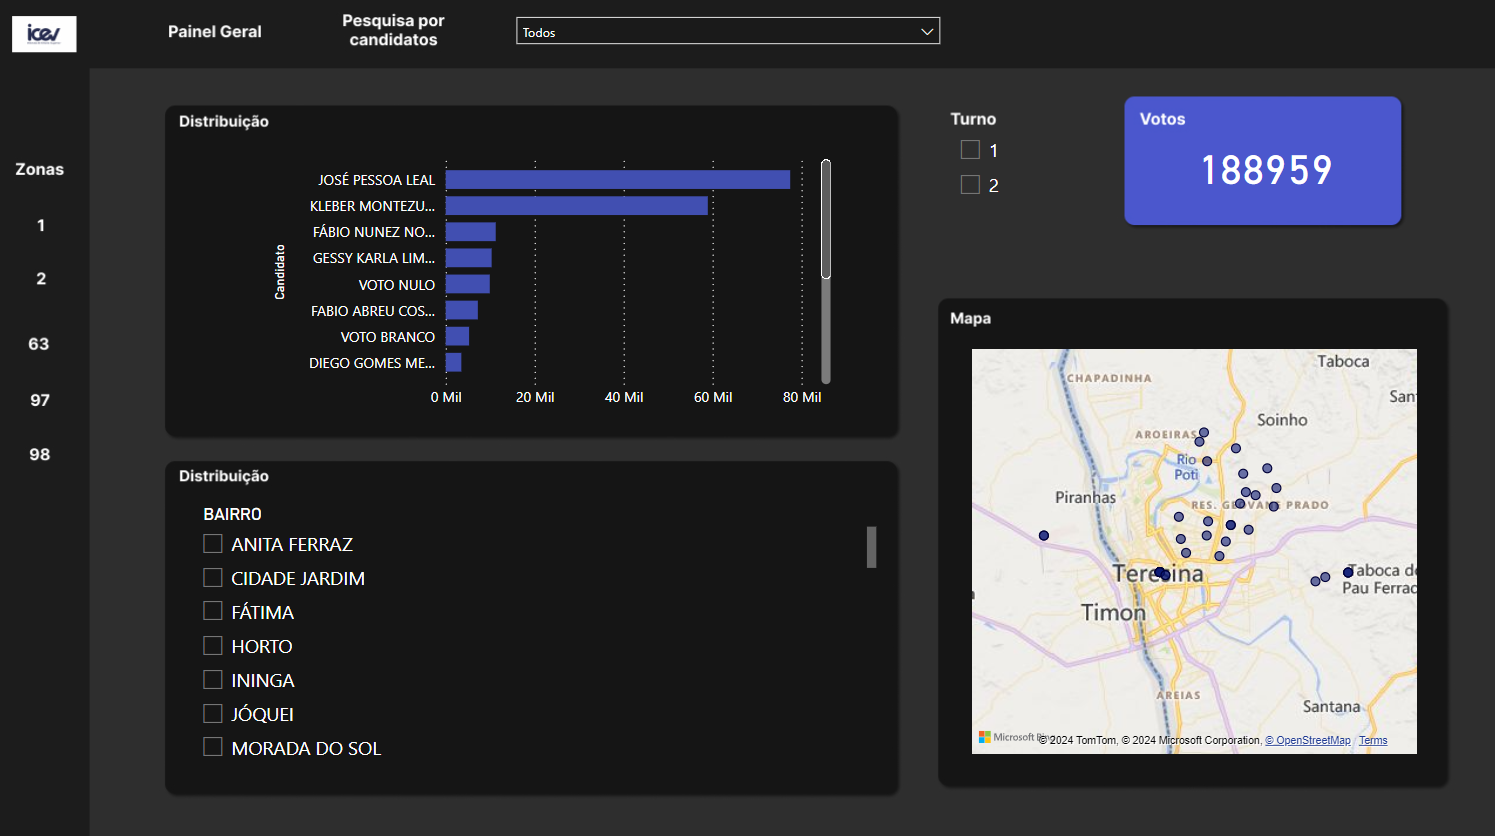 icev
Painel Geral
Pesquisa por
candidatos
Todos
Zonas
1
2
63
97
98
Distribuição
Candidato
JOSÉ PESSOA LEAL
KLEBER MONTEZU...
FÁBIO NUNEZ NO...
GESSY KARLA LIM...
VOTO NULO
FABIO ABREU COS...
VOTO BRANCO
DIEGO GOMES ME...
0 Mil 20 Mil 40 Mil 60 Mil 80 Mil
Distribuição
BAIRRO
ANITA FERRAZ
CIDADE JARDIM
FÁTIMA
HORTO
ININGA
JÓQUEI
MORADA DO SOL
Turno
1
2
Votos
188959
Mapa
Taboca
CHAPADINHA
San
Soinho
AROEIRAS
Rio
Poti
Piranhas
RES. GEOVANE PRADO
Teresina
Taboca do
Pau Ferrado
Timon
AREIAS
Santana
Microsoft Bing
© 2024 TomTom, © 2024 Microsoft Corporation, © OpenStreetMap Terms